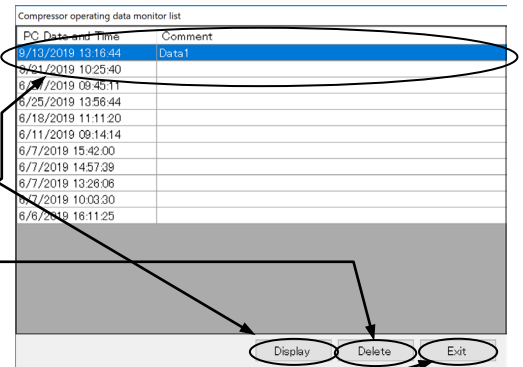 Compressor operating data monitor list
PC Date and Time Comment
9/13/2019 13:16:44 Data1
8/21/2019 10:25:40
6/27/2019 09:45:11
6/25/2019 13:56:44
6/18/2019 11:11:20
6/11/2019 09:14:14
6/7/2019 15:42:00
6/7/2019 14:57:39
6/7/2019 13:26:06
6/7/2019 10:03:30
6/6/2019 16:11:25
Display Delete Exit